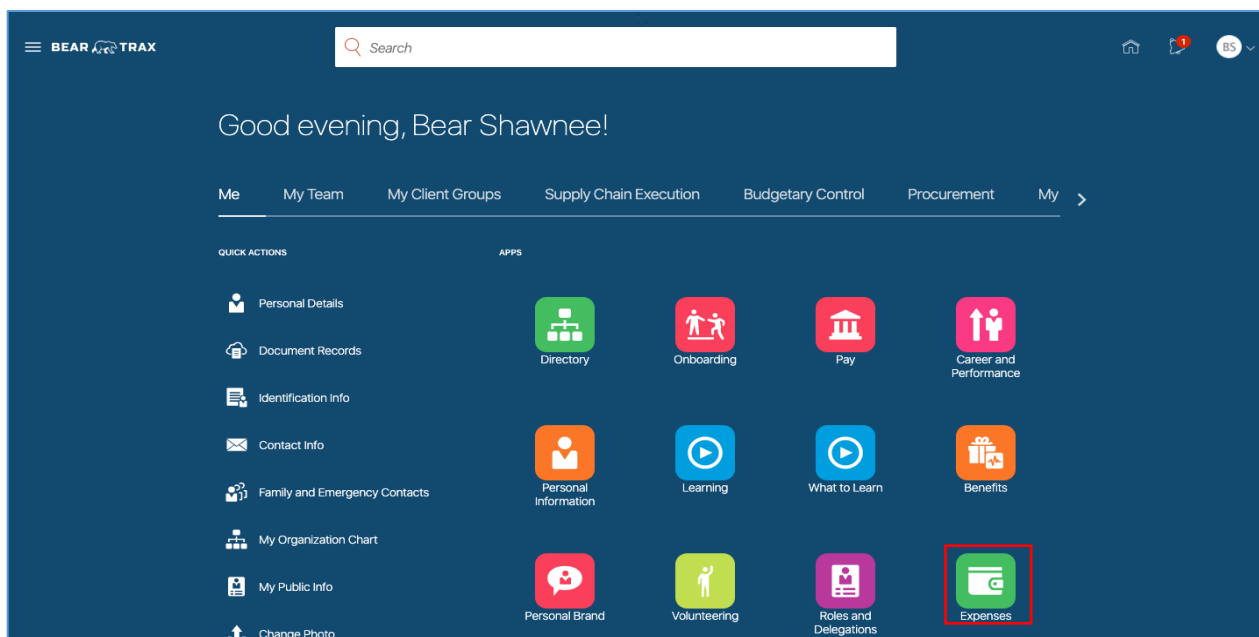 BEAR TRAX
Search
1
BS
Good evening, Bear Shawnee!
Me My Team My Client Groups Supply Chain Execution Budgetary Control Procurement My
QUICK ACTIONS
Personal Details
Document Records
Identification Info
Contact Info
Family and Emergency Contacts
My Organization Chart
My Public Info
Change Photo
APPS
Directory
Onboarding
Pay
Career and
Performance
Personal
Information
Learning
What to Learn
Benefits
Personal Brand
Volunteering
Roles and
Delegations
Expenses